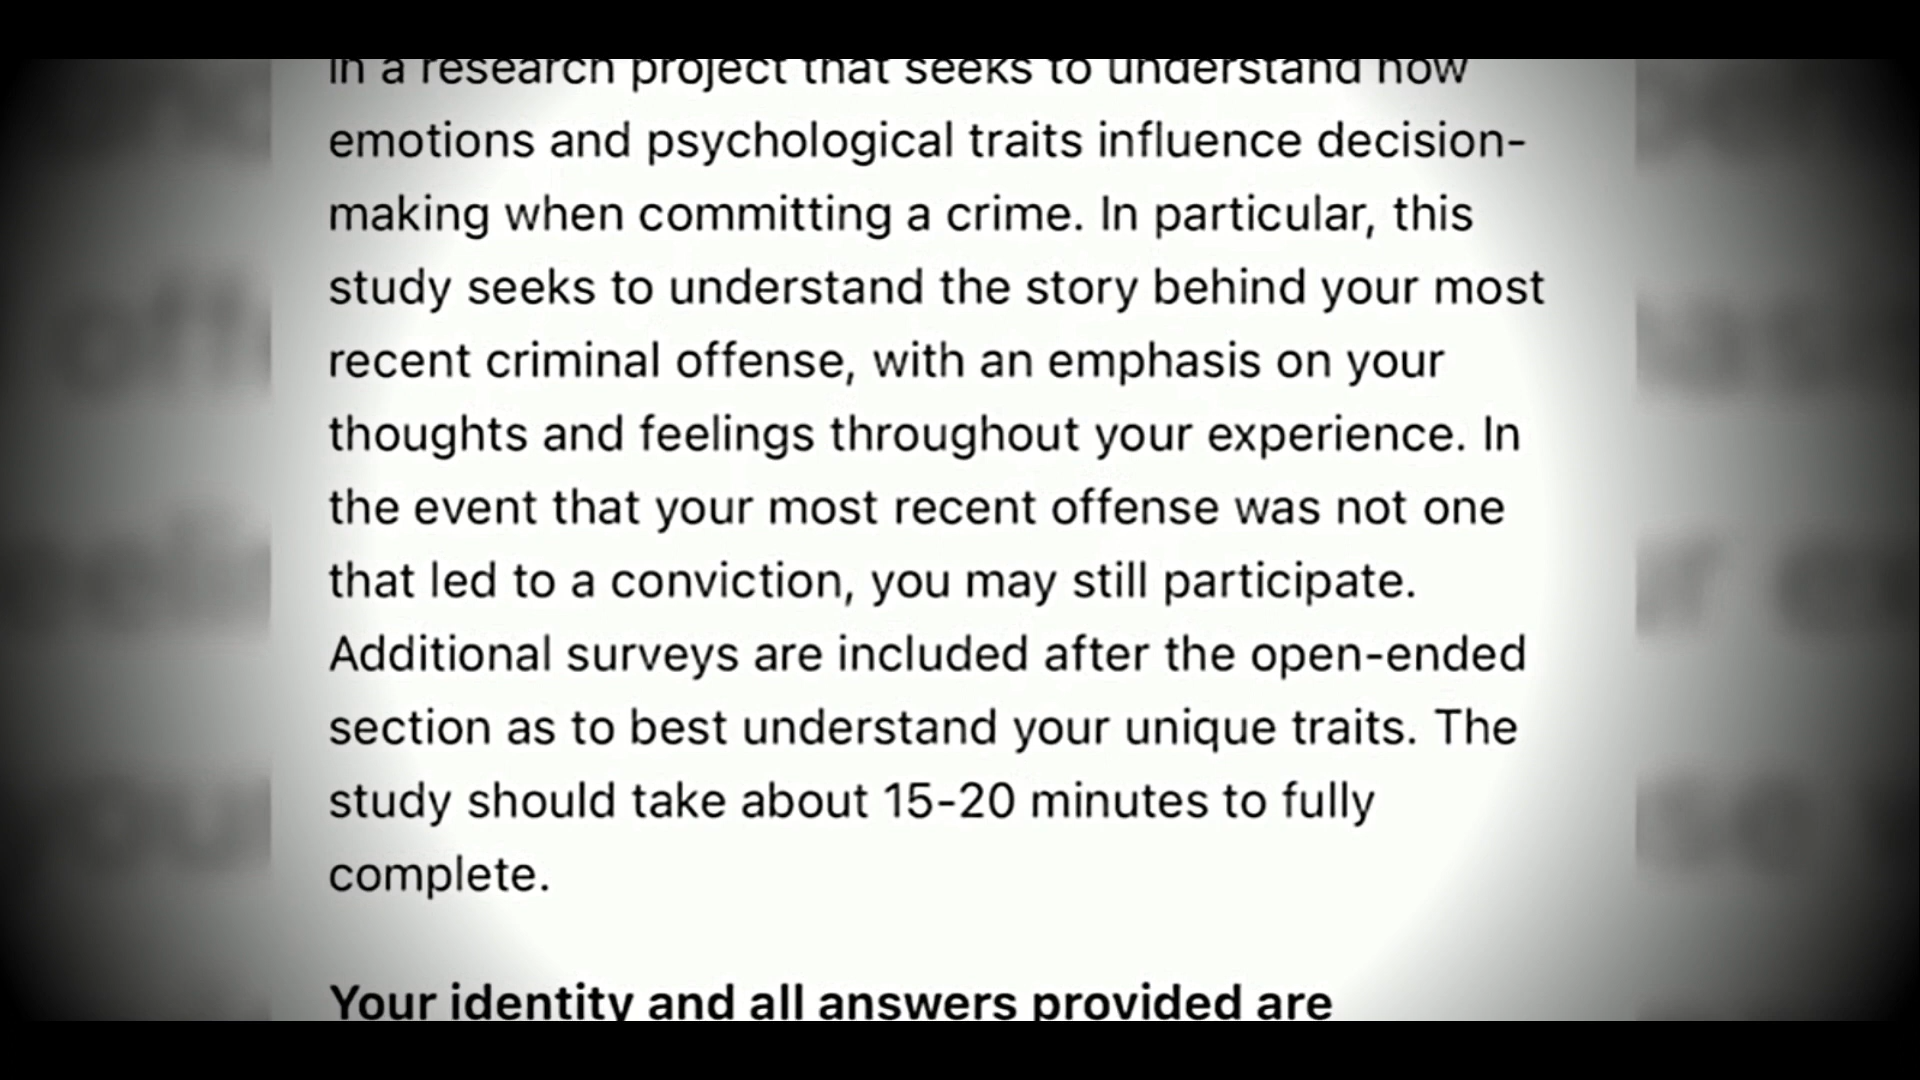 in a research project that seeks to understand how
emotions and psychological traits influence decision-
making when committing a crime. In particular, this
study seeks to understand the story behind your most
recent criminal offense, with an emphasis on your
thoughts and feelings throughout your experience. In
the event that your most recent offense was not one
that led to a conviction, you may still participate.
Additional surveys are included after the open-ended
section as to best understand your unique traits. The
study should take about 15-20 minutes to fully
complete.
Your identity and all answers provided are